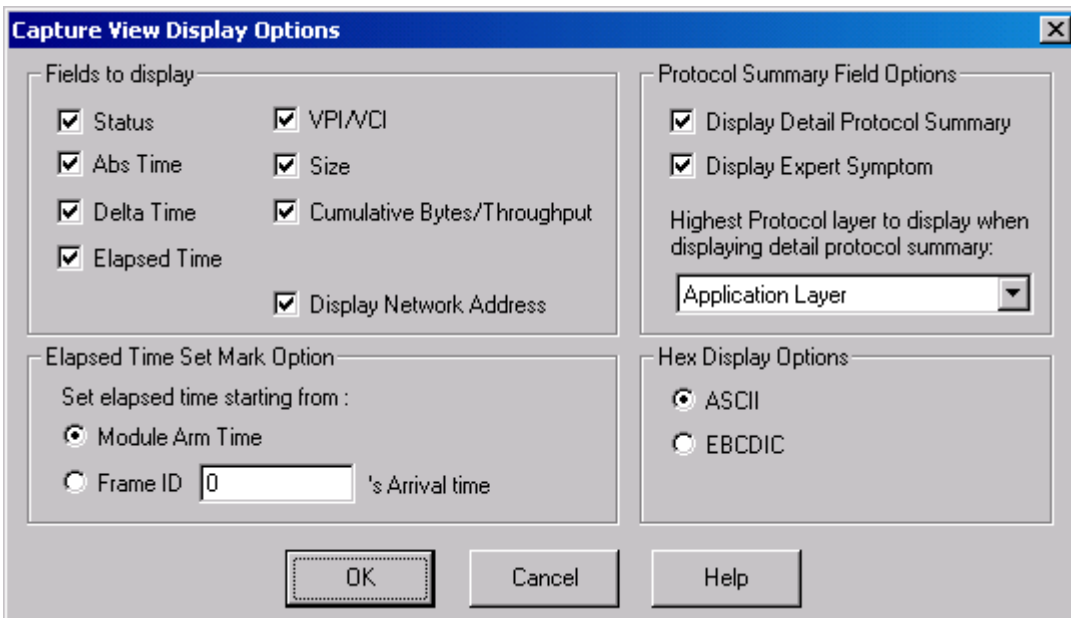 Capture View Display Options
Fields to display
Status
VPI/VCI
Abs Time
Size
Delta Time
Cumulative Bytes/Throughput
Elapsed Time
Display Network Address
Protocol Summary Field Options
Display Detail Protocol Summary
Display Expert Symptom
Highest Protocol layer to display when
displaying detail protocol summary:
Application Layer
Elapsed Time Set Mark Option
Set elapsed time starting from :
Module Arm Time
Frame ID 0 's Arrival time
Hex Display Options
ASCII
EBCDIC
OK
Cancel
Help